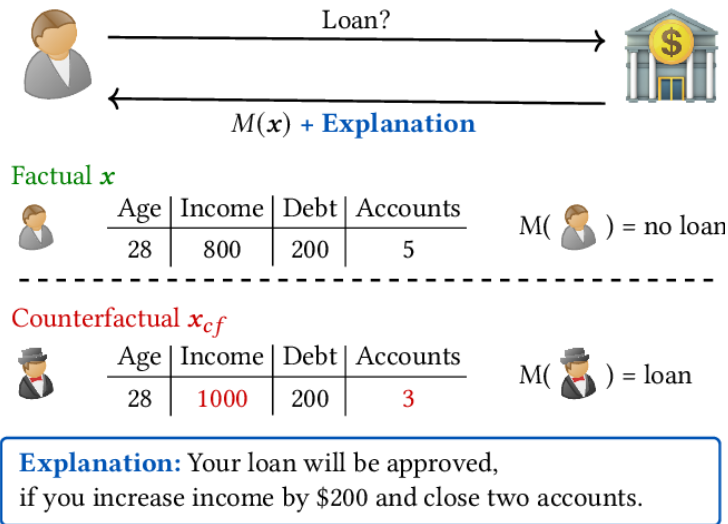 Loan?
$
M(x) + Explanation
Factual x
Age | Income | Debt | Accounts
28 | 800 | 200 | 5
M( ) = no loan
Counterfactual x_cf
Age | Income | Debt | Accounts
28 | 1000 | 200 | 3
M( ) = loan
Explanation: Your loan will be approved,
if you increase income by $200 and close two accounts.